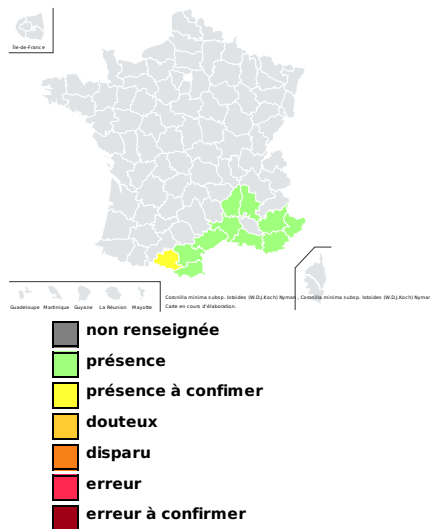 Île-de-France
Guadeloupe Martinique Guyane La Réunion Mayotte
Coronilla minima subsp. lotoides (W.D.J.Koch) Nyman , Coronilla minima subsp. lotoides (W.D.J.Koch) Nyman
Carte en cours d'élaboration.
non renseignée
présence
présence à confimer
douteux
disparu
erreur
erreur à confirmer